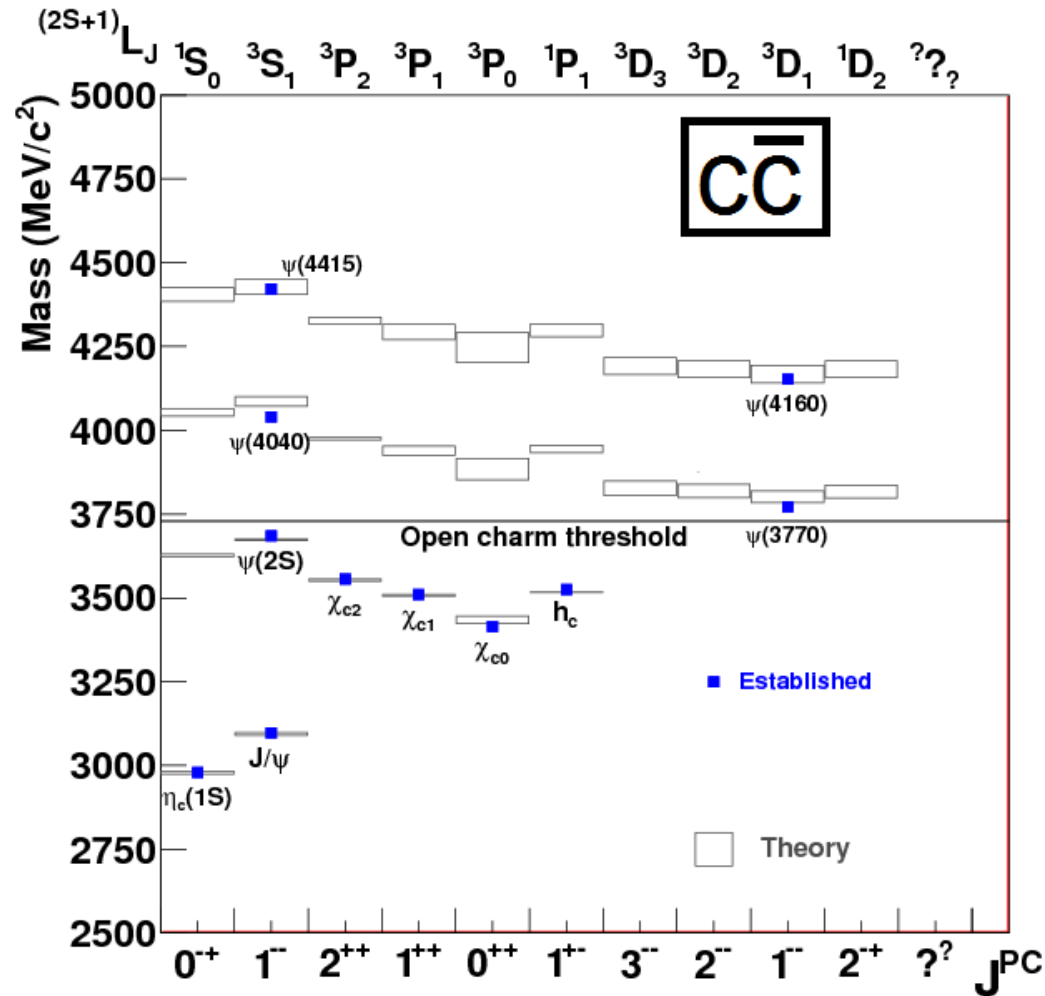 (2S+1)L_J ¹S₀ ³S₁ ³P₂ ³P₁ ³P₀ ¹P₁ ³D₃ ³D₂ ³D₁ ¹D₂ ???
Mass (MeV/c²)
5000
cc̄
4750
4500
ψ(4415)
4250
ψ(4160)
4000
ψ(4040)
3750
Open charm threshold
ψ(3770)
ψ(2S)
3500
χc2
χc1
χc0
hc
3250
Established
3000
J/ψ
ηc(1S)
2750
Theory
2500
0⁻⁺ 1⁻⁻ 2⁺⁺ 1⁺⁺ 0⁺⁺ 1⁺⁻ 3⁻⁻ 2⁻⁻ 1⁻⁻ 2⁻⁺ ?? J^PC